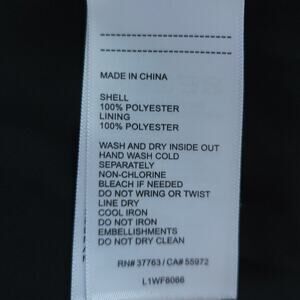 MADE IN CHINA
SHELL
100% POLYESTER
LINING
100% POLYESTER
WASH AND DRY INSIDE OUT
HAND WASH COLD
SEPARATELY
NON-CHLORINE
BLEACH IF NEEDED
DO NOT WRING OR TWIST
LINE DRY
COOL IRON
DO NOT IRON
EMBELLISHMENTS
DO NOT DRY CLEAN
RN# 37763 / CA# 55972
L1WF6066